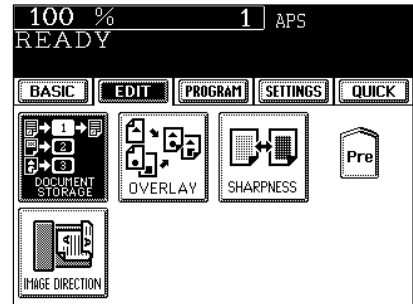 100 % 1 APS
READY
BASIC EDIT PROGRAM SETTINGS QUICK
1
2
3
DOCUMENT
STORAGE
OVERLAY
SHARPNESS
Pre
A
A
IMAGE DIRECTION